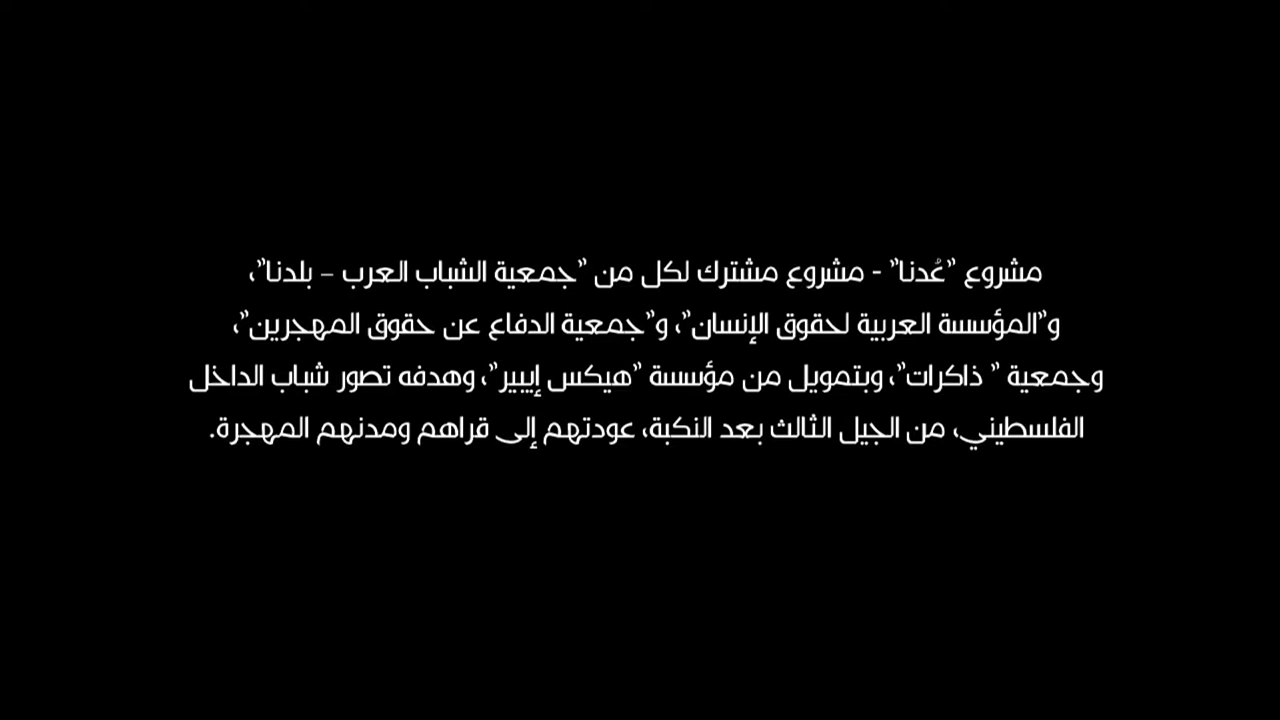 مشروع "عُدنا" - مشروع مشترك لكل من "جمعية الشباب العرب – بلدنا"،
و"المؤسسة العربية لحقوق الإنسان"، و"جمعية الدفاع عن حقوق المهجرين"،
وجمعية " ذاكرات"، وبتمويل من مؤسسة "هيكس إيبير"، وهدفه تصور شباب الداخل
الفلسطيني، من الجيل الثالث بعد النكبة، عودتهم إلى قراهم ومدنهم المهجرة.